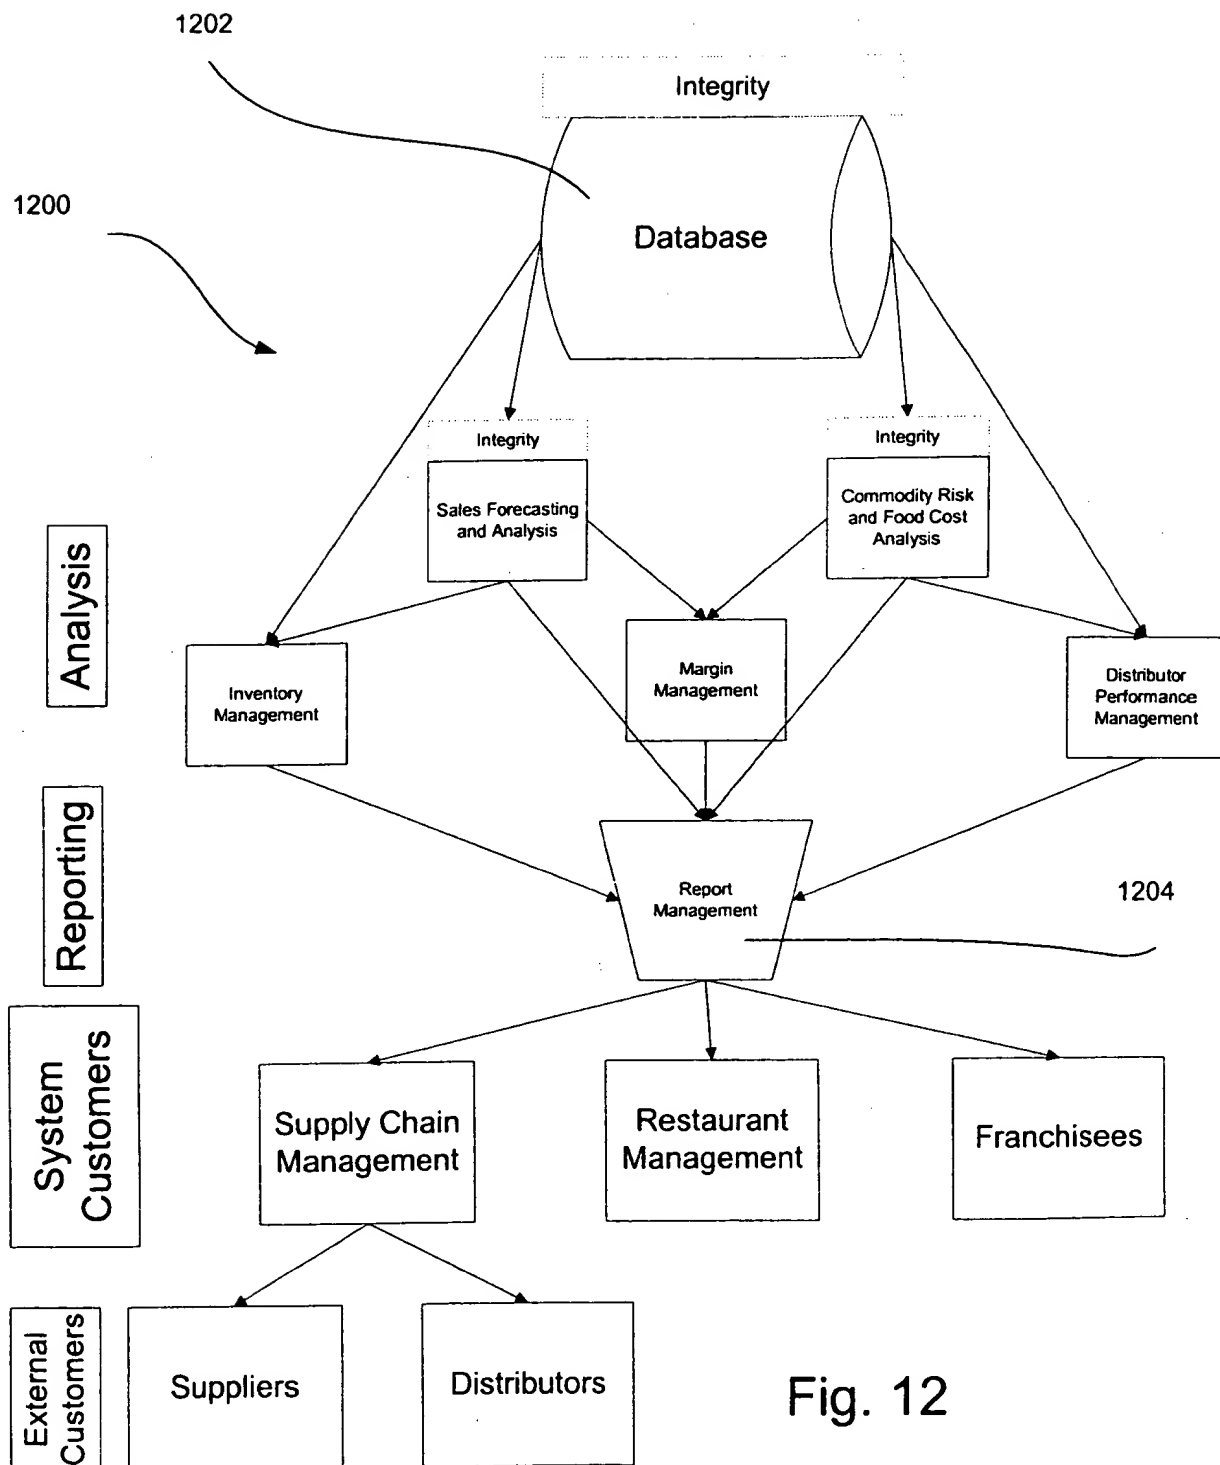 1202
Integrity
1200
Database
Integrity
Integrity
Sales Forecasting
and Analysis
Commodity Risk
and Food Cost
Analysis
Analysis
Inventory
Management
Margin
Management
Distributor
Performance
Management
Reporting
Report
Management
1204
System
Customers
Supply Chain
Management
Restaurant
Management
Franchisees
External
Customers
Suppliers
Distributors
Fig. 12